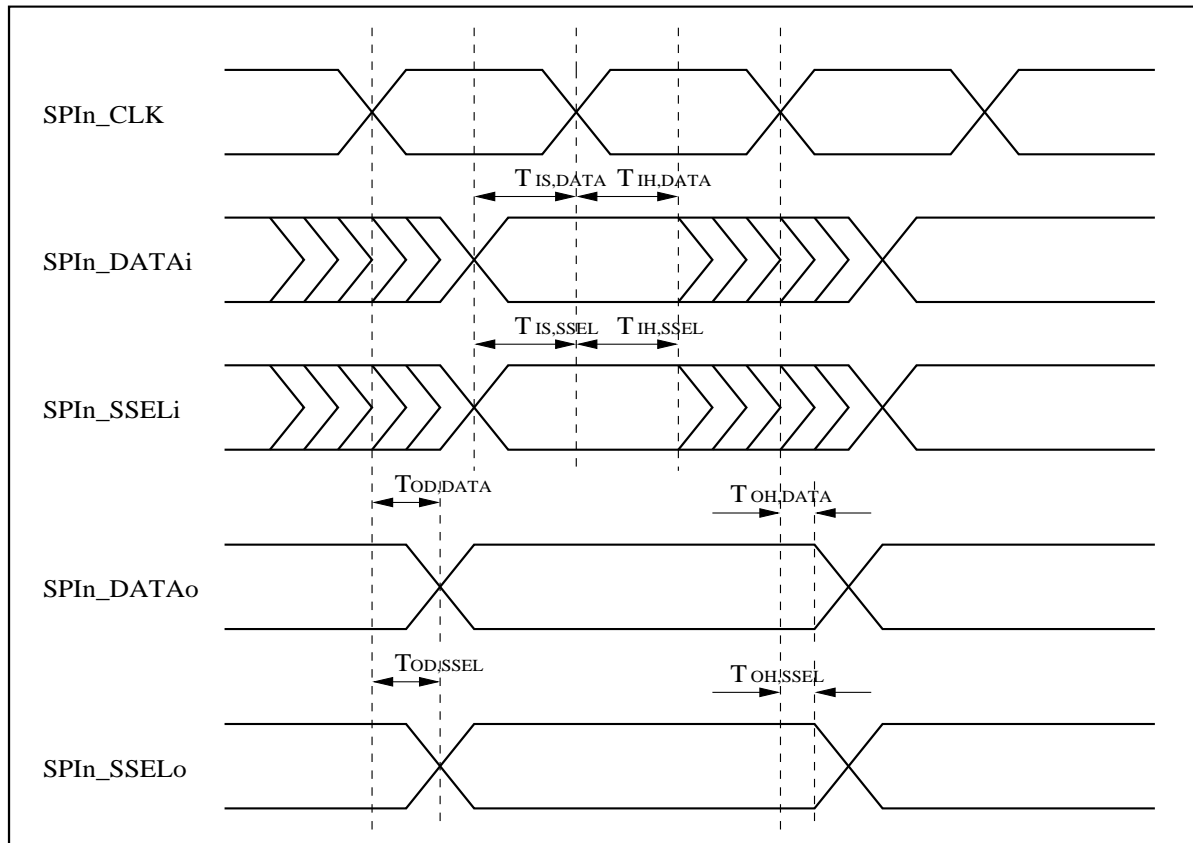 SPIn_CLK
T IS,DATA T IH,DATA
SPIn_DATAi
T IS,SSEL T IH,SSEL
SPIn_SSELi
TOD,DATA T OH,DATA
SPIn_DATAo
TOD,SSEL T OH,SSEL
SPIn_SSELo